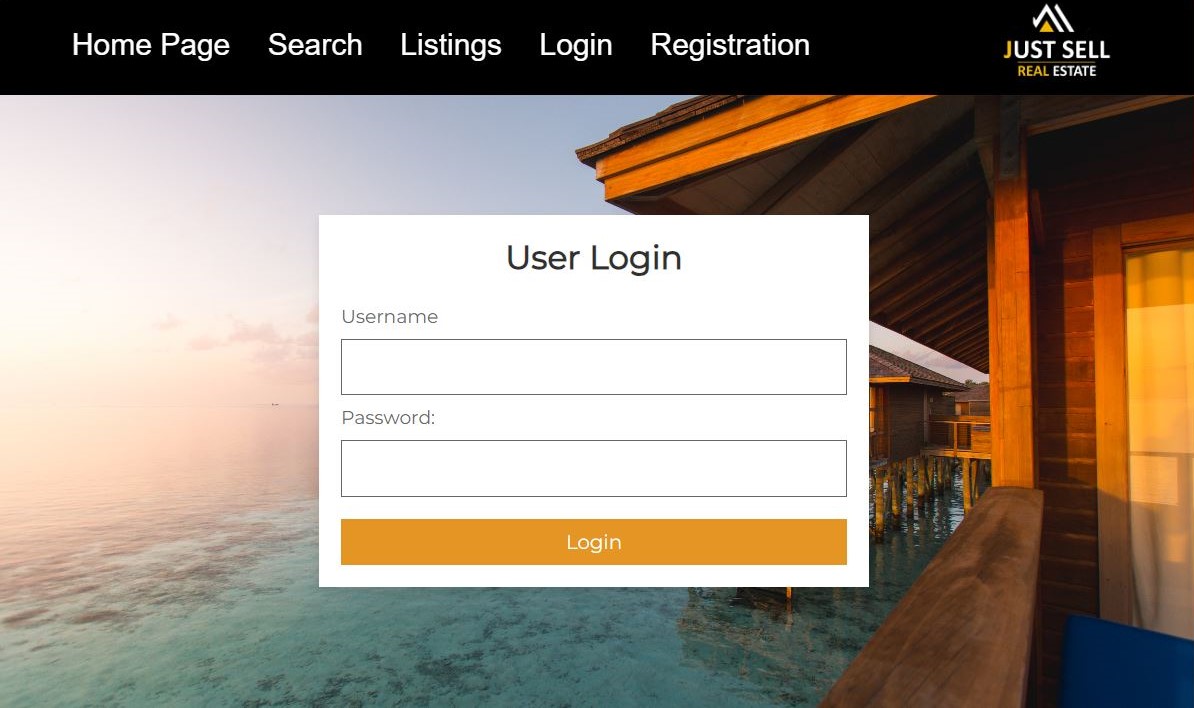 Home Page Search Listings Login Registration
JUST SELL
REAL ESTATE
User Login
Username
Password:
Login